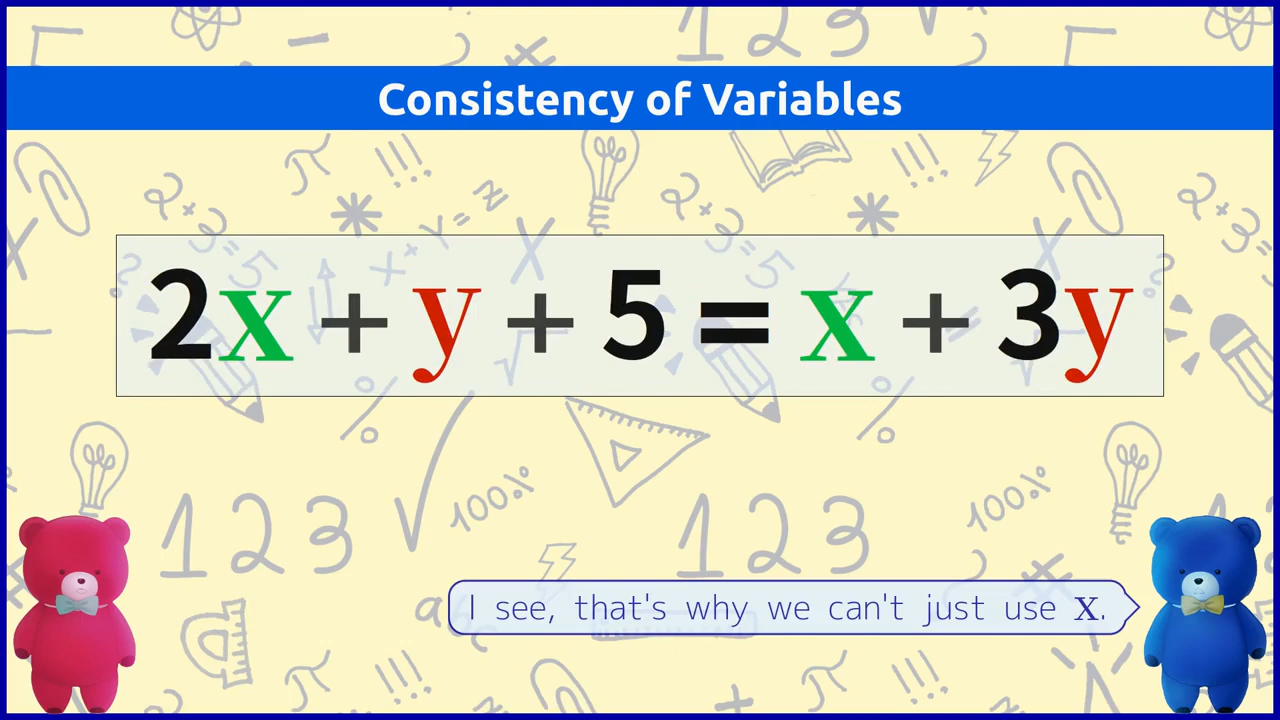 Consistency of Variables
2x + y + 5 = x + 3y
I see, that's why we can't just use x.